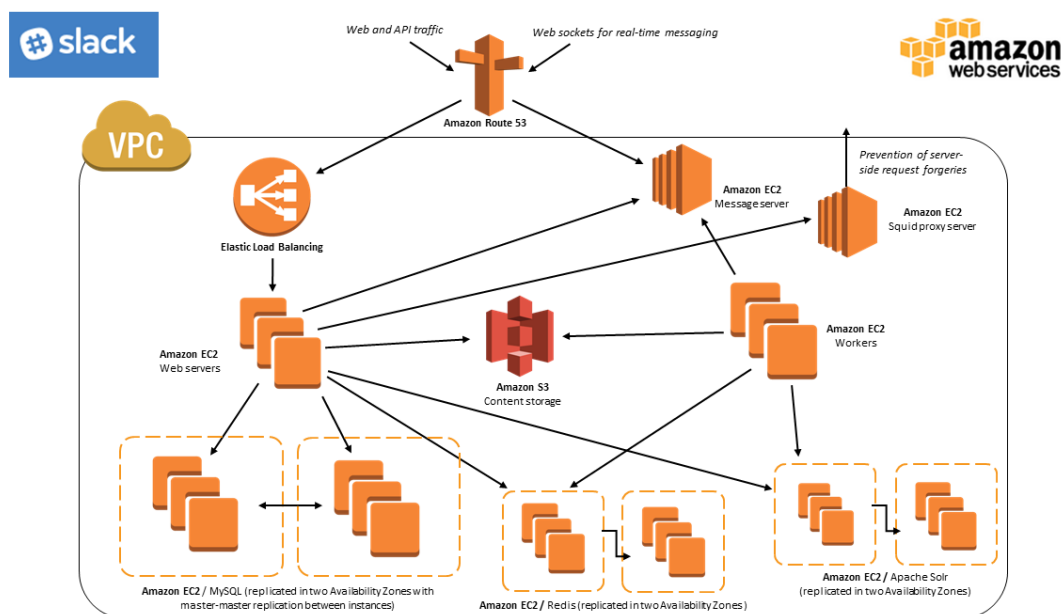 slack
Web and API traffic
Web sockets for real-time messaging
amazon
web services
Amazon Route 53
VPC
Prevention of server-
side request forgeries
Amazon EC2
Message server
Amazon EC2
Squid proxy server
Elastic Load Balancing
Amazon EC2
Web servers
Amazon S3
Content storage
Amazon EC2
Workers
Amazon EC2 / MySQL (replicated in two Availability Zones with
master-master replication between instances)
Amazon EC2 / Redis (replicated in two Availability Zones)
Amazon EC2 / Apache Solr
(replicated in two Availability Zones)